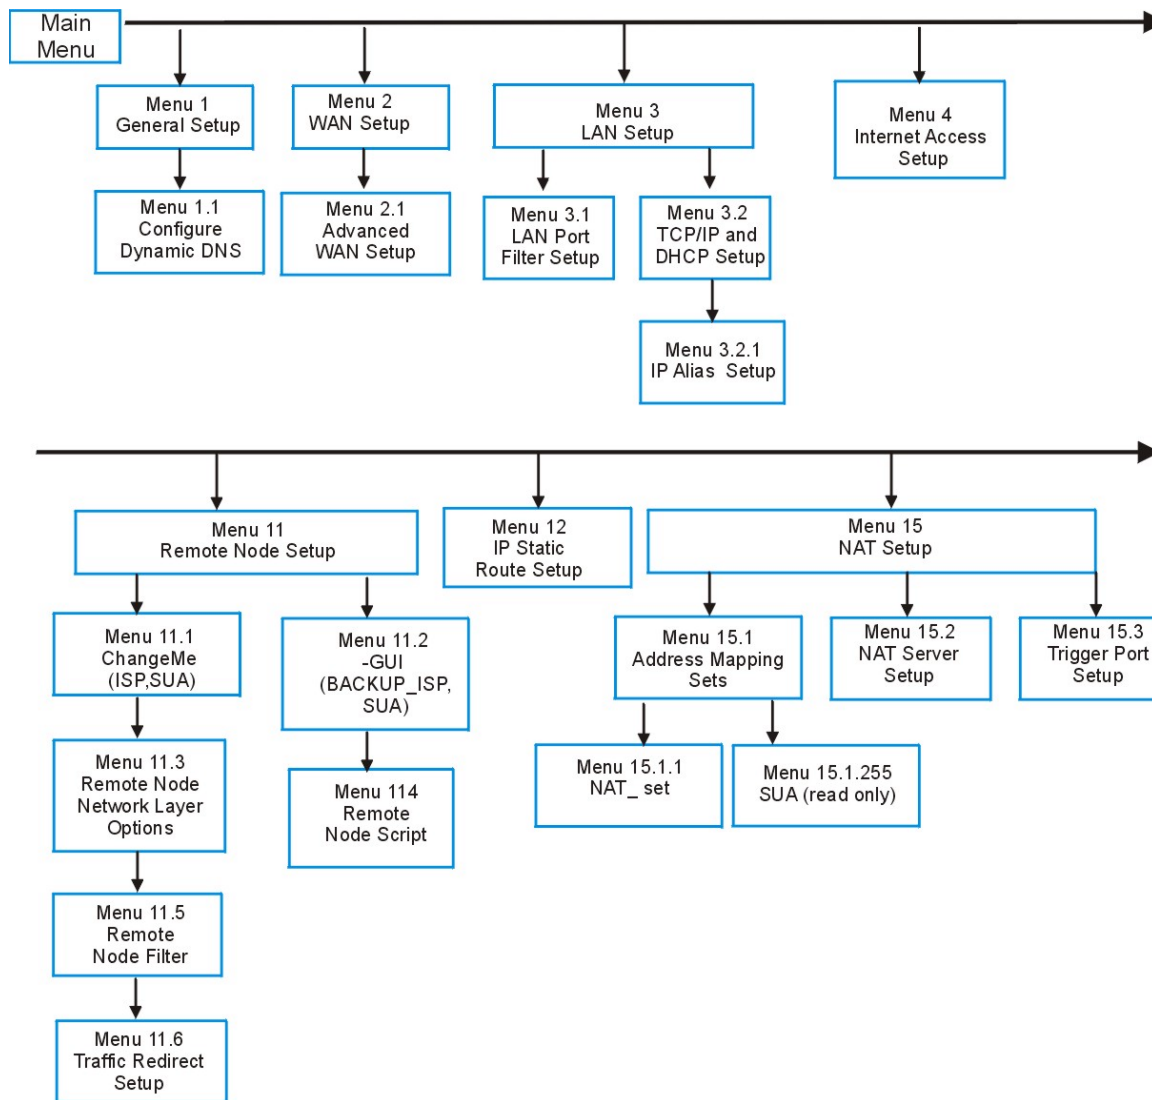 Main
Menu
Menu 1
General Setup
Menu 2
WAN Setup
Menu 3
LAN Setup
Menu 4
Internet Access
Setup
Menu 1.1
Configure
Dynamic DNS
Menu 2.1
Advanced
WAN Setup
Menu 3.1
LAN Port
Filter Setup
Menu 3.2
TCP/IP and
DHCP Setup
Menu 3.2.1
IP Alias Setup
Menu 11
Remote Node Setup
Menu 12
IP Static
Route Setup
Menu 15
NAT Setup
Menu 11.1
ChangeMe
(ISP,SUA)
Menu 11.2
-GUI
(BACKUP_ISP,
SUA)
Menu 15.1
Address Mapping
Sets
Menu 15.2
NAT Server
Setup
Menu 15.3
Trigger Port
Setup
Menu 11.3
Remote Node
Network Layer
Options
Menu 114
Remote
Node Script
Menu 15.1.1
NAT_ set
Menu 15.1.255
SUA (read only)
Menu 11.5
Remote
Node Filter
Menu 11.6
Traffic Redirect
Setup